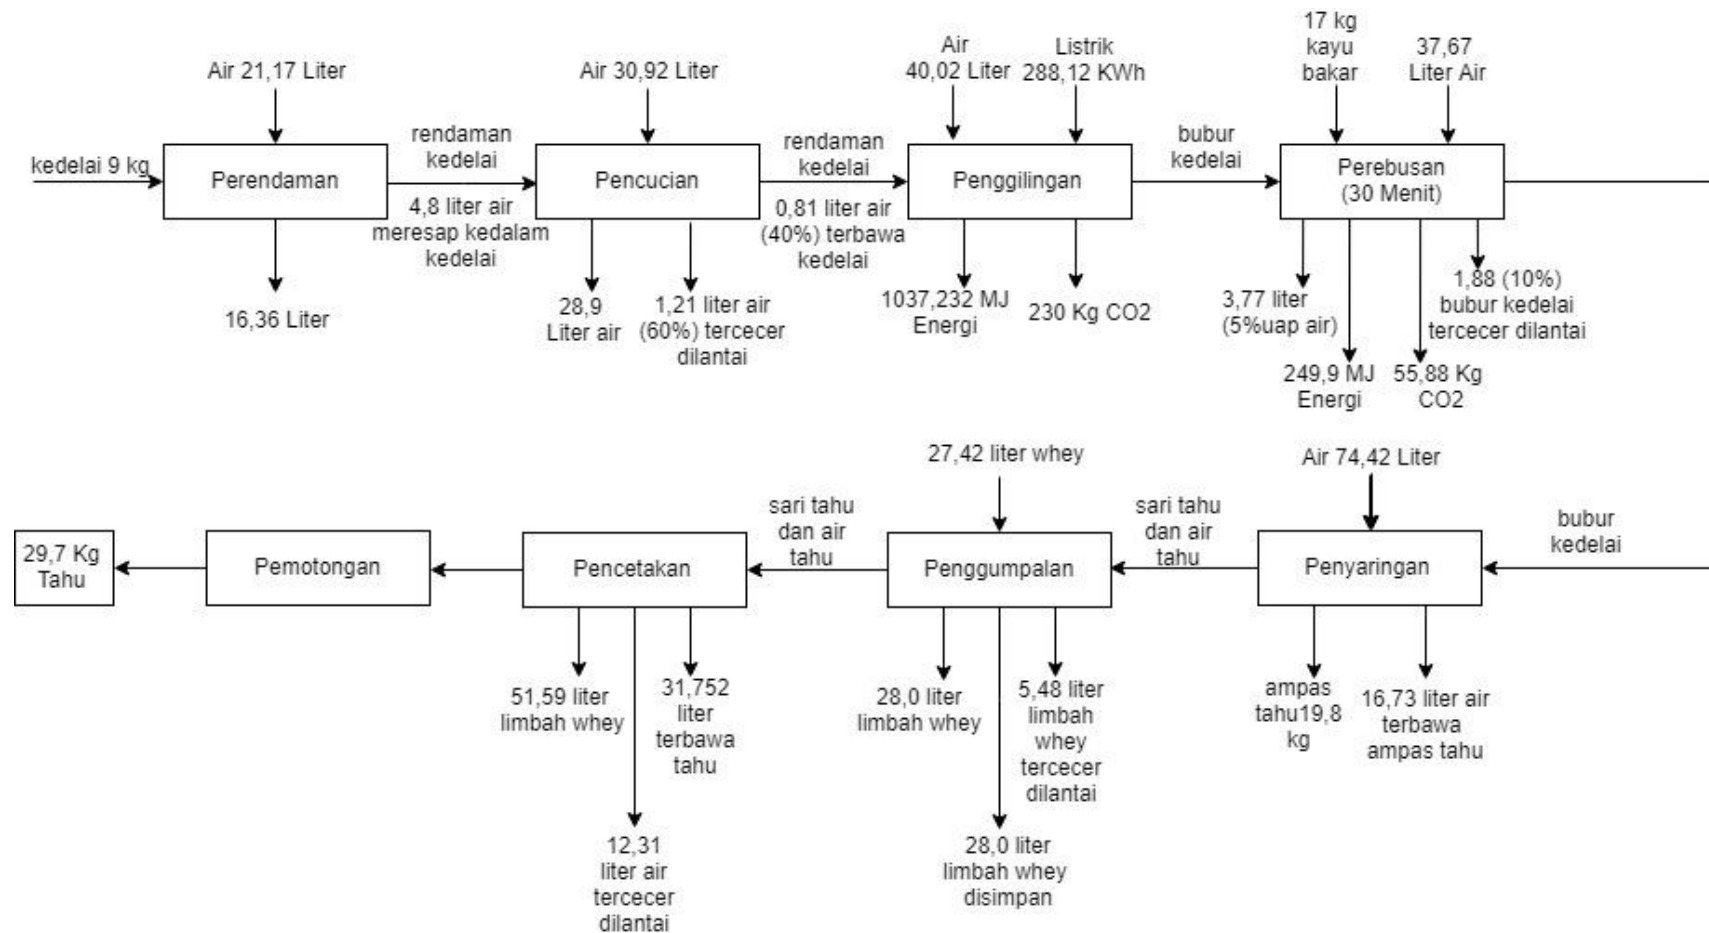 Air 21,17 Liter
Air 30,92 Liter
Air
40,02 Liter
Listrik
288,12 KWh
17 kg
kayu
bakar
37,67
Liter Air
kedelai 9 kg
Perendaman
rendaman
kedelai
4,8 liter air
meresap kedalam
kedelai
Pencucian
rendaman
kedelai
0,81 liter air
(40%) terbawa
kedelai
Penggilingan
bubur
kedelai
Perebusan
(30 Menit)
16,36 Liter
28,9
Liter air
1,21 liter air
(60%) tercecer
dilantai
1037,232 MJ
Energi
230 Kg CO2
3,77 liter
(5%uap air)
249,9 MJ
Energi
55,88 Kg
CO2
1,88 (10%)
bubur kedelai
tercecer dilantai
27,42 liter whey
Air 74,42 Liter
29,7 Kg
Tahu
Pemotongan
Pencetakan
sari tahu
dan air
tahu
Penggumpalan
sari tahu
dan air
tahu
Penyaringan
bubur
kedelai
51,59 liter
limbah whey
31,752
liter
terbawa
tahu
12,31
liter air
tercecer
dilantai
28,0 liter
limbah whey
5,48 liter
limbah
whey
tercecer
dilantai
28,0 liter
limbah whey
disimpan
ampas
tahu19,8
kg
16,73 liter air
terbawa
ampas tahu